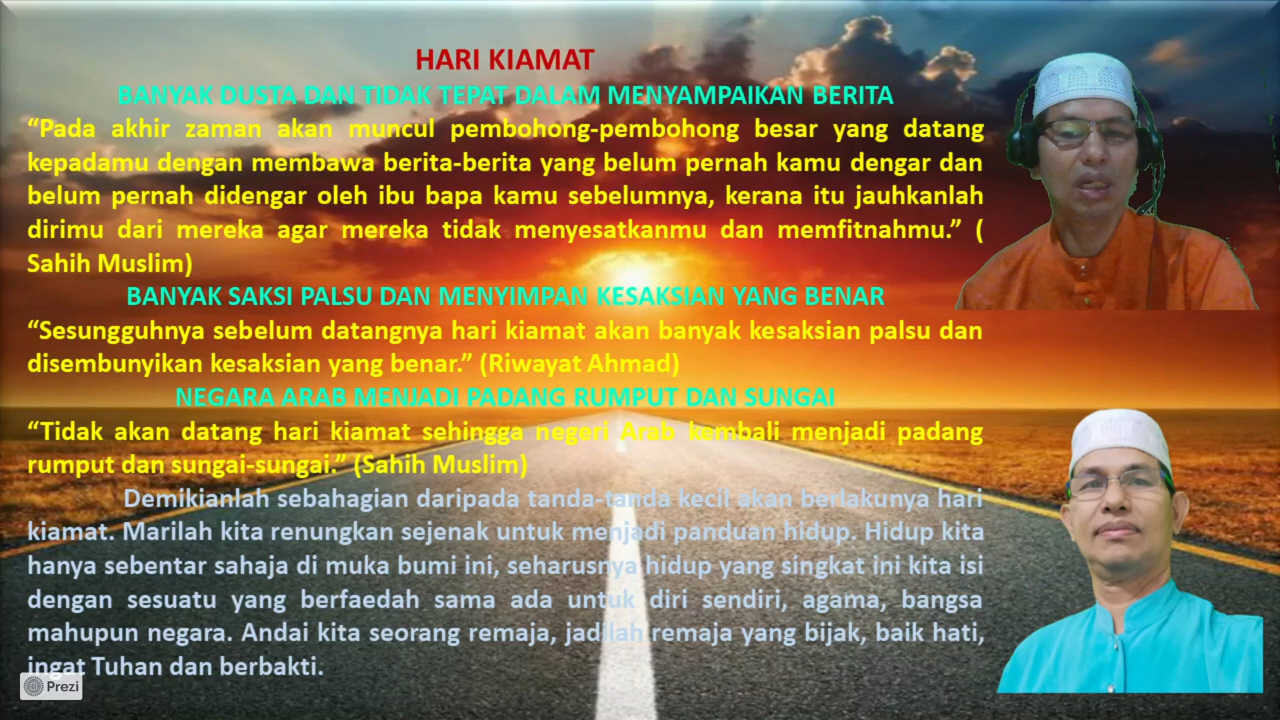 HARI KIAMAT
BANYAK DUSTA DAN TIDAK TEPAT DALAM MENYAMPAIKAN BERITA
“Pada akhir zaman akan muncul pembohong-pembohong besar yang datang
kepadamu dengan membawa berita-berita yang belum pernah kamu dengar dan
belum pernah didengar oleh ibu bapa kamu sebelumnya, kerana itu jauhkanlah
dirimu dari mereka agar mereka tidak menyesatkanmu dan memfitnahmu.” (
Sahih Muslim)
BANYAK SAKSI PALSU DAN MENYIMPAN KESAKSIAN YANG BENAR
“Sesungguhnya sebelum datangnya hari kiamat akan banyak kesaksian palsu dan
disembunyikan kesaksian yang benar.” (Riwayat Ahmad)
NEGARA ARAB MENJADI PADANG RUMPUT DAN SUNGAI
“Tidak akan datang hari kiamat sehingga negeri Arab kembali menjadi padang
rumput dan sungai-sungai.” (Sahih Muslim)
Demikianlah sebahagian daripada tanda-tanda kecil akan berlakunya hari
kiamat. Marilah kita renungkan sejenak untuk menjadi panduan hidup. Hidup kita
hanya sebentar sahaja di muka bumi ini, seharusnya hidup yang singkat ini kita isi
dengan sesuatu yang berfaedah sama ada untuk diri sendiri, agama, bangsa
mahupun negara. Andai kita seorang remaja, jadilah remaja yang bijak, baik hati,
ingat Tuhan dan berbakti.
Prezi